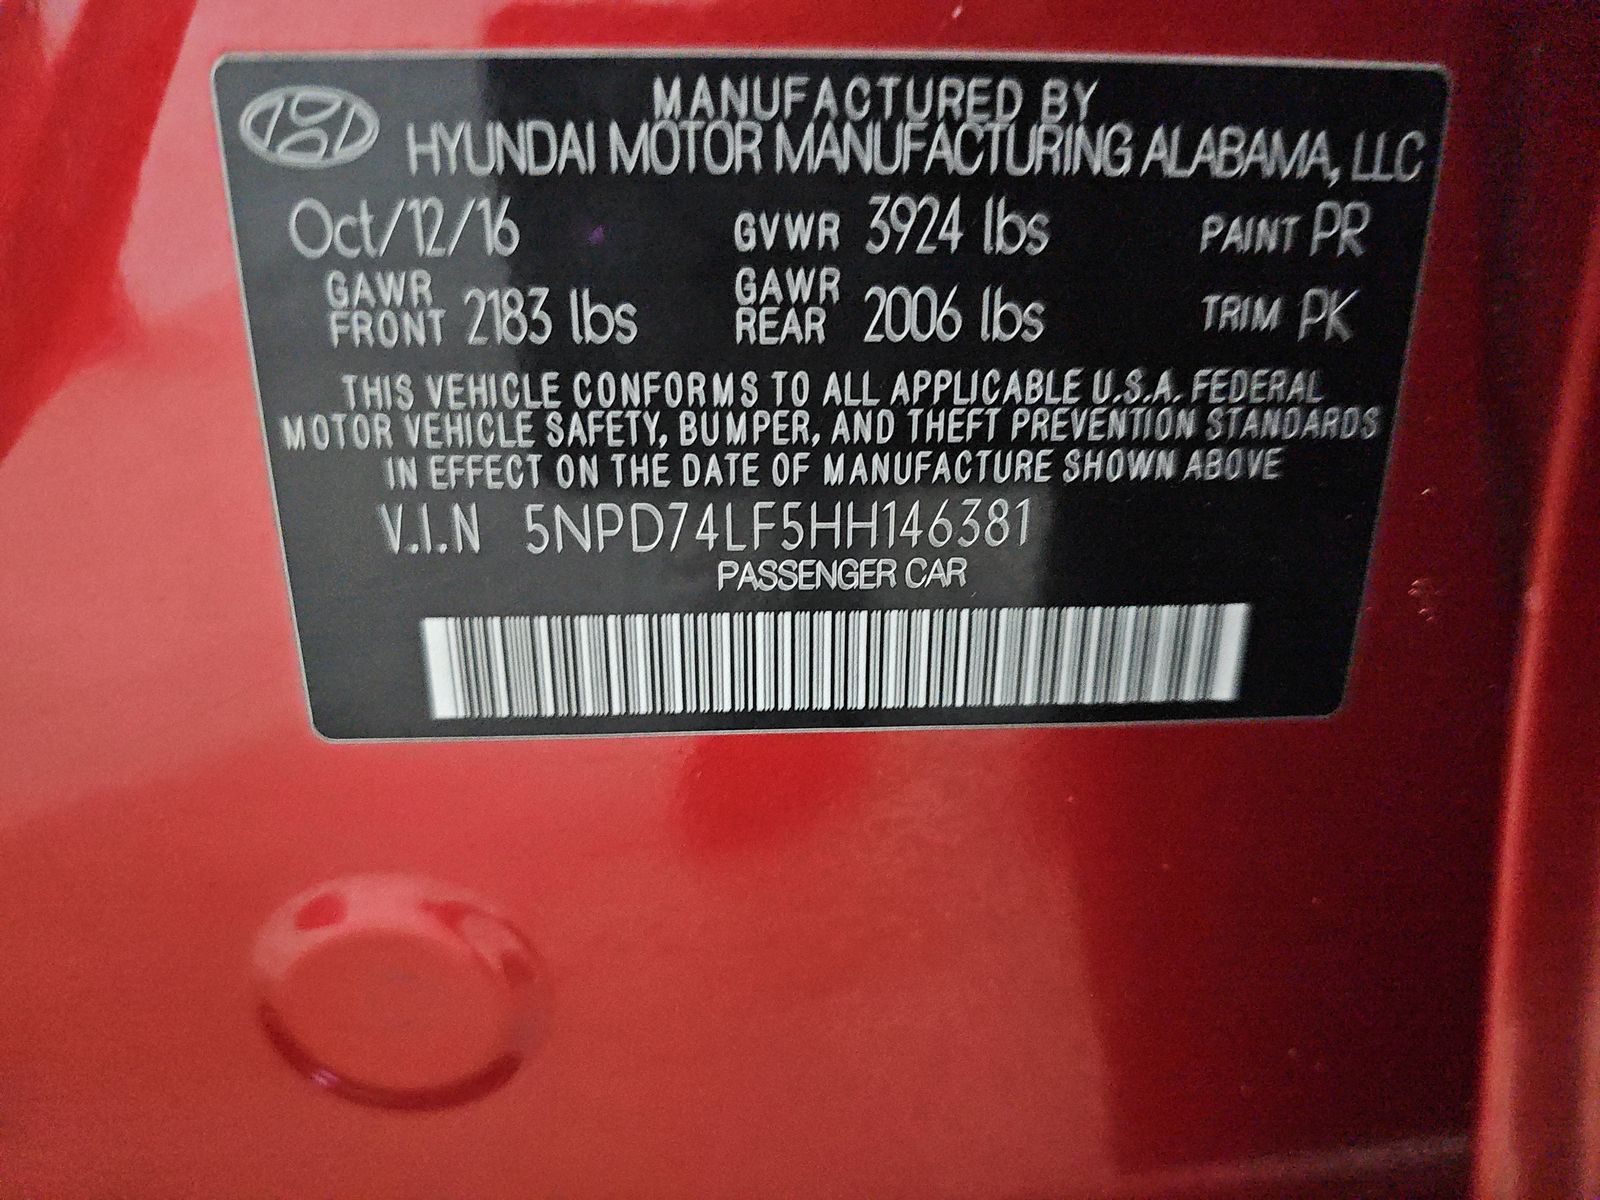 MANUFACTURED BY
HYUNDAI MOTOR MANUFACTURING ALABAMA, LLC
Oct/12/16 GVWR 3924 lbs PAINT PR
GAWR FRONT 2183 lbs GAWR REAR 2006 lbs TRIM PK
THIS VEHICLE CONFORMS TO ALL APPLICABLE U.S.A. FEDERAL
MOTOR VEHICLE SAFETY, BUMPER, AND THEFT PREVENTION STANDARDS
IN EFFECT ON THE DATE OF MANUFACTURE SHOWN ABOVE
V.I.N 5NPD74LF5HH146381
PASSENGER CAR